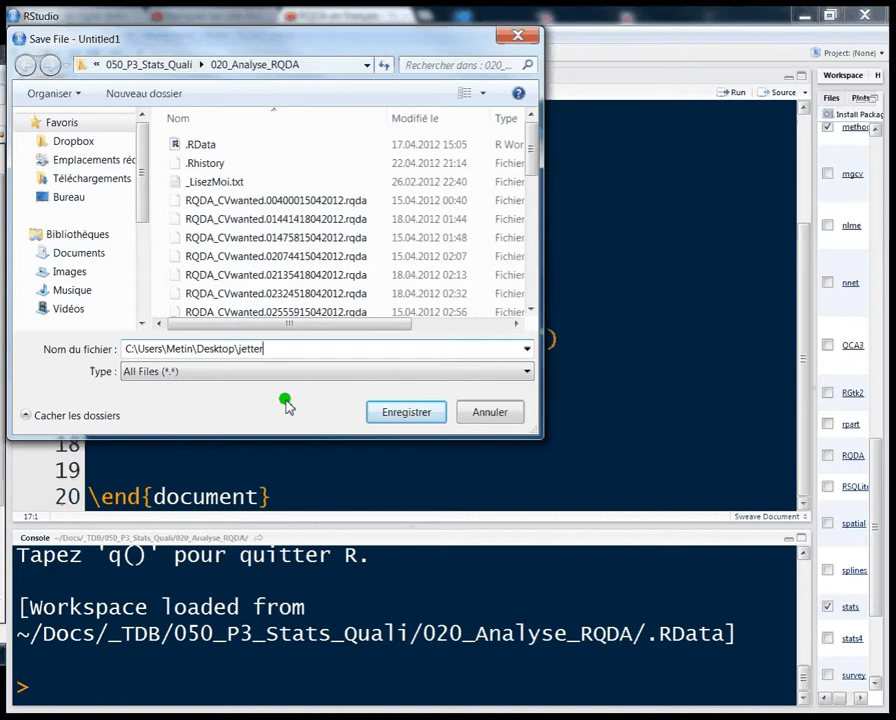 RStudio
Save File - Untitled1
Project: (None)
« 050_P3_Stats_Quali 020_Analyse_RQDA
Rechercher dans : 020_...
Organiser Nouveau dossier
Run Source
Workspace H
Files Plots
Install Packag
Favoris
Dropbox
Emplacements réc
Téléchargements
Bureau
Bibliothèques
Documents
Images
Musique
Vidéos
Nom Modifié le Type
.RData 17.04.2012 15:05 R Wor
.Rhistory 22.04.2012 21:14 Fichier
_LisezMoi.txt 26.02.2012 22:40 Fichier
RQDA_CVwanted.00400015042012.rqda 15.04.2012 00:40 Fichier
RQDA_CVwanted.01441418042012.rqda 18.04.2012 01:44 Fichier
RQDA_CVwanted.01475815042012.rqda 15.04.2012 01:48 Fichier
RQDA_CVwanted.02074415042012.rqda 15.04.2012 02:07 Fichier
RQDA_CVwanted.02135418042012.rqda 18.04.2012 02:13 Fichier
RQDA_CVwanted.02324518042012.rqda 18.04.2012 02:32 Fichier
RQDA_CVwanted.02555915042012.rqda 15.04.2012 02:56 Fichier
Nom du fichier : C:\Users\Metin\Desktop\jetter
Type : All Files (*.*)
Cacher les dossiers
Enregistrer Annuler
)
18
19
20 \end{document}
17:1
Sweave Document
metho
mgcv
nlme
nnet
QCA3
RGtk2
rpart
RQDA
RSQLite
spatial
splines
stats
stats4
survey
Console ~/Docs/_TDB/050_P3_Stats_Quali/020_Analyse_RQDA/
Tapez 'q()' pour quitter R.
[Workspace loaded from
~/Docs/_TDB/050_P3_Stats_Quali/020_Analyse_RQDA/.RData]
>